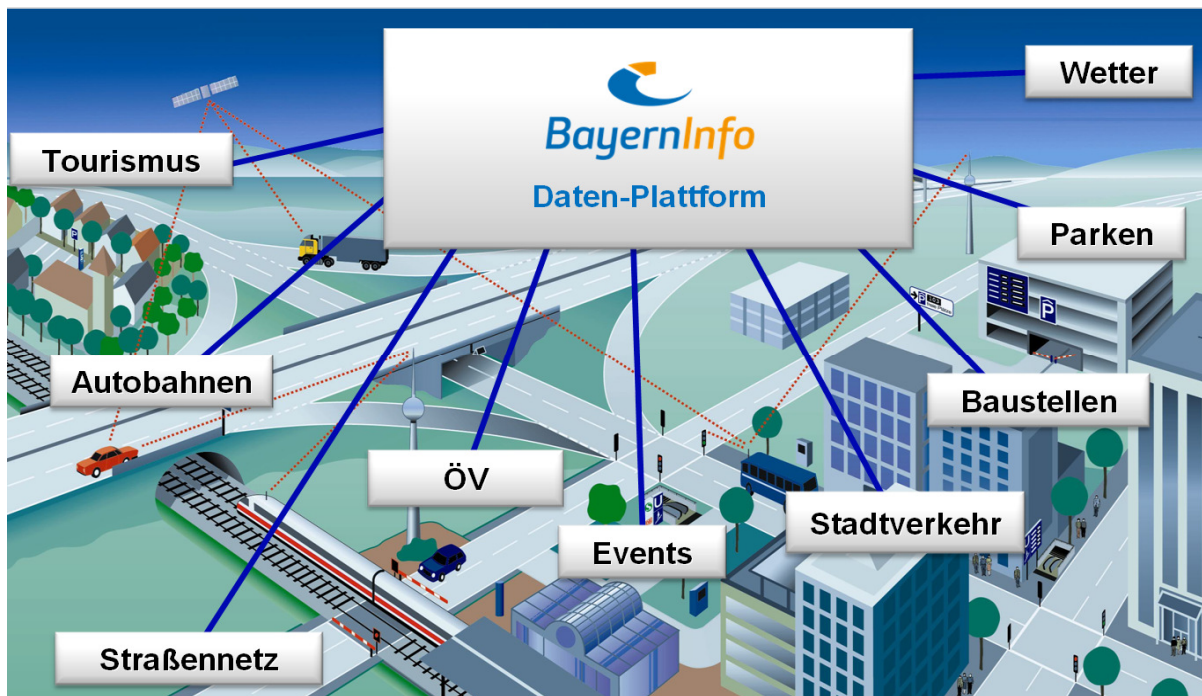 BayernInfo
Daten-Plattform
Wetter
Tourismus
Parken
Autobahnen
Baustellen
ÖV
Stadtverkehr
Events
Straßennetz
P
P